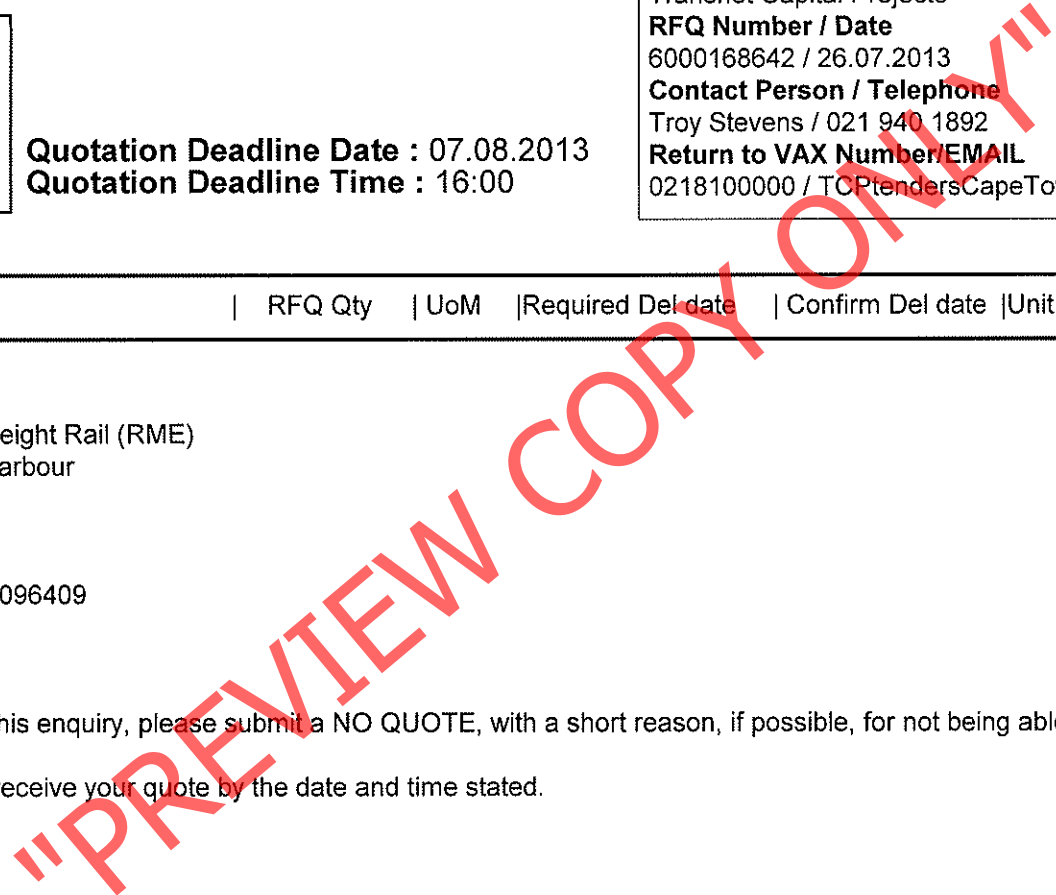 Transnet Capital Projects
RFQ Number / Date
6000168642 / 26.07.2013
Contact Person / Telephone
Troy Stevens / 021 940 1892
Return to VAX Number/EMAIL
0218100000 / TCPtendersCapeTo
Quotation Deadline Date : 07.08.2013
Quotation Deadline Time : 16:00
| RFQ Qty | UoM |Required Del date | Confirm Del date |Unit
eight Rail (RME)
arbour
096409
his enquiry, please submit a NO QUOTE, with a short reason, if possible, for not being able
eceive your quote by the date and time stated.
"PREVIEW COPY ONLY"